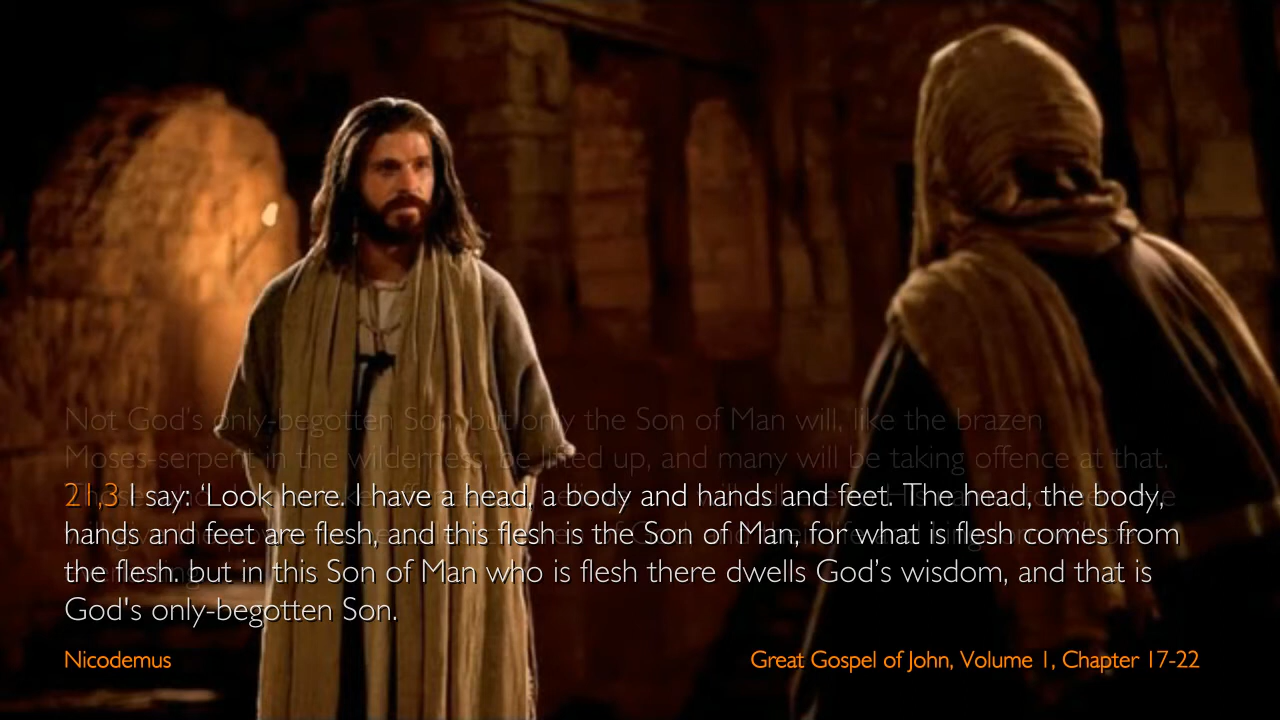 Not God's only-begotten Son, but only the Son of Man will, like the brazen
Moses-serpent in the wilderness, be lifted up, and many will be taking offence at that.
21,3 I say: ‘Look here. I have a head, a body and hands and feet. The head, the body,
hands and feet are flesh, and this flesh is the Son of Man, for what is flesh comes from
the flesh. but in this Son of Man who is flesh there dwells God’s wisdom, and that is
God's only-begotten Son.
Nicodemus
Great Gospel of John, Volume 1, Chapter 17-22